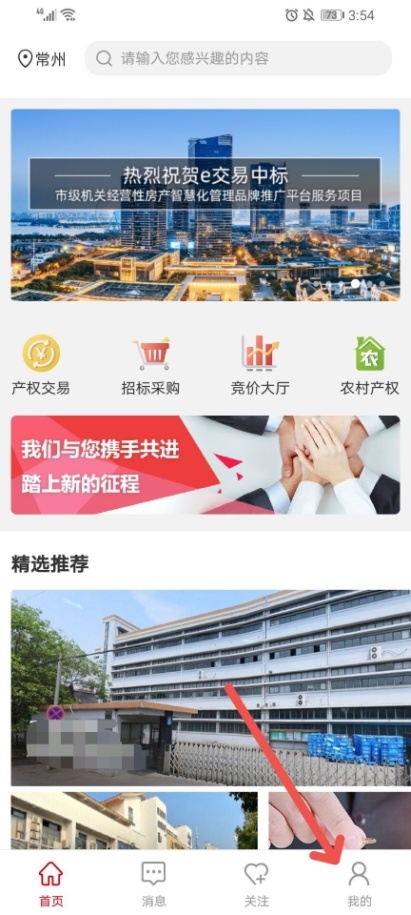 4G
73
3:54
常州
请输入您感兴趣的内容
热烈祝贺e交易中标
市级机关经营性房产智慧化管理品牌推广平台服务项目
农
产权交易
招标采购
竞价大厅
农村产权
我们与您携手共进
踏上新的征程
精选推荐
首页
消息
关注
我的